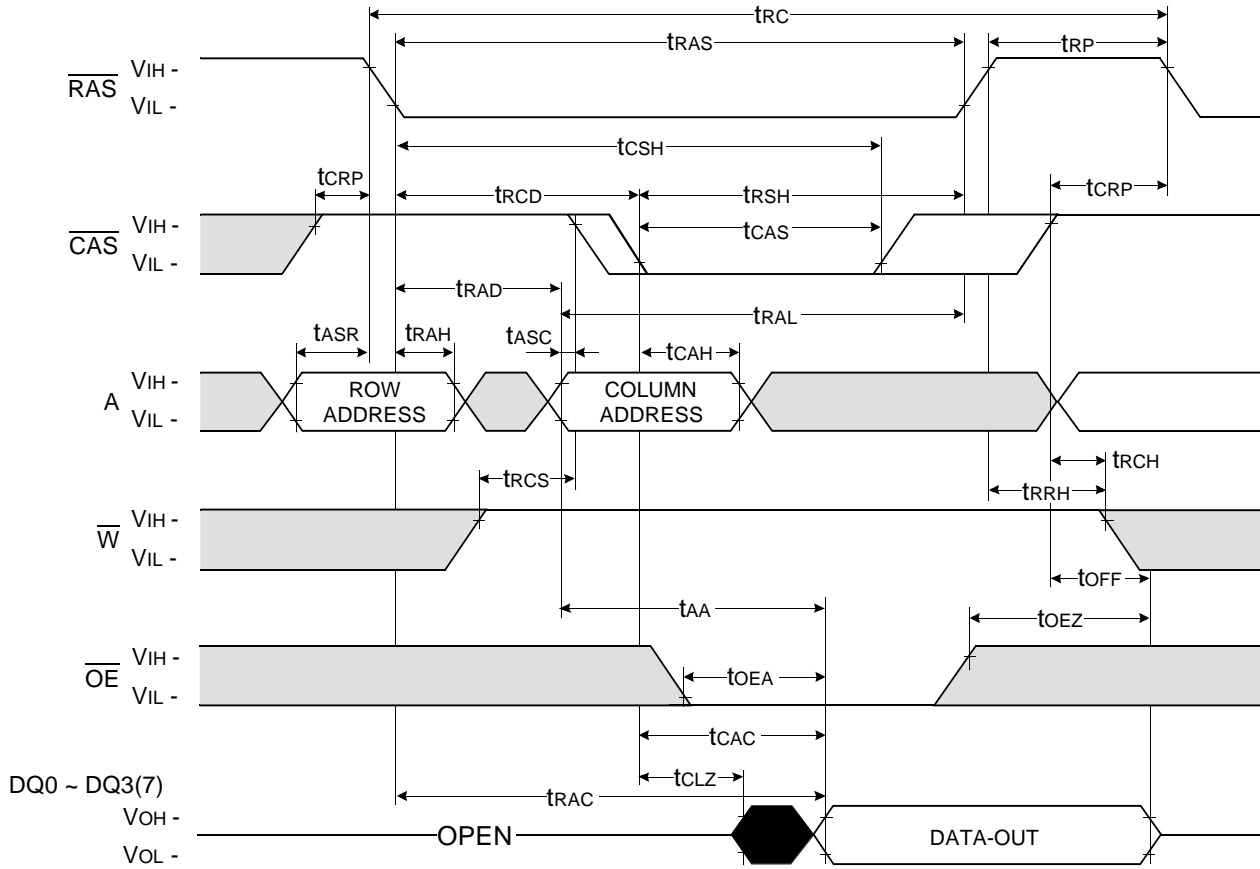 tRC
tRAS
tRP
RAS
VIH -
VIL -
tCSH
tCRP
tRCD
tRSH
tCRP
CAS
VIH -
VIL -
tCAS
tRAD
tRAL
tASR
tRAH
tASC
tCAH
A
VIH -
VIL -
ROW
ADDRESS
COLUMN
ADDRESS
tRCS
tRCH
tRRH
W
VIH -
VIL -
tOFF
tAA
tOEZ
OE
VIH -
VIL -
tOEA
tCAC
tCLZ
DQ0 ~ DQ3(7)
tRAC
VOH -
VOL -
OPEN
DATA-OUT